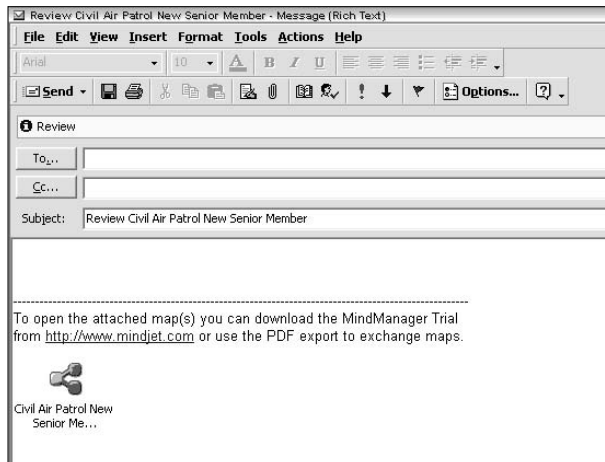 Review Civil Air Patrol New Senior Member - Message (Rich Text)
File Edit View Insert Format Tools Actions Help
Arial 10 A B I U
Send ! Options... ?
Review
To...
Cc...
Subject: Review Civil Air Patrol New Senior Member
To open the attached map(s) you can download the MindManager Trial
from http://www.mindjet.com or use the PDF export to exchange maps.
Civil Air Patrol New
Senior Me...